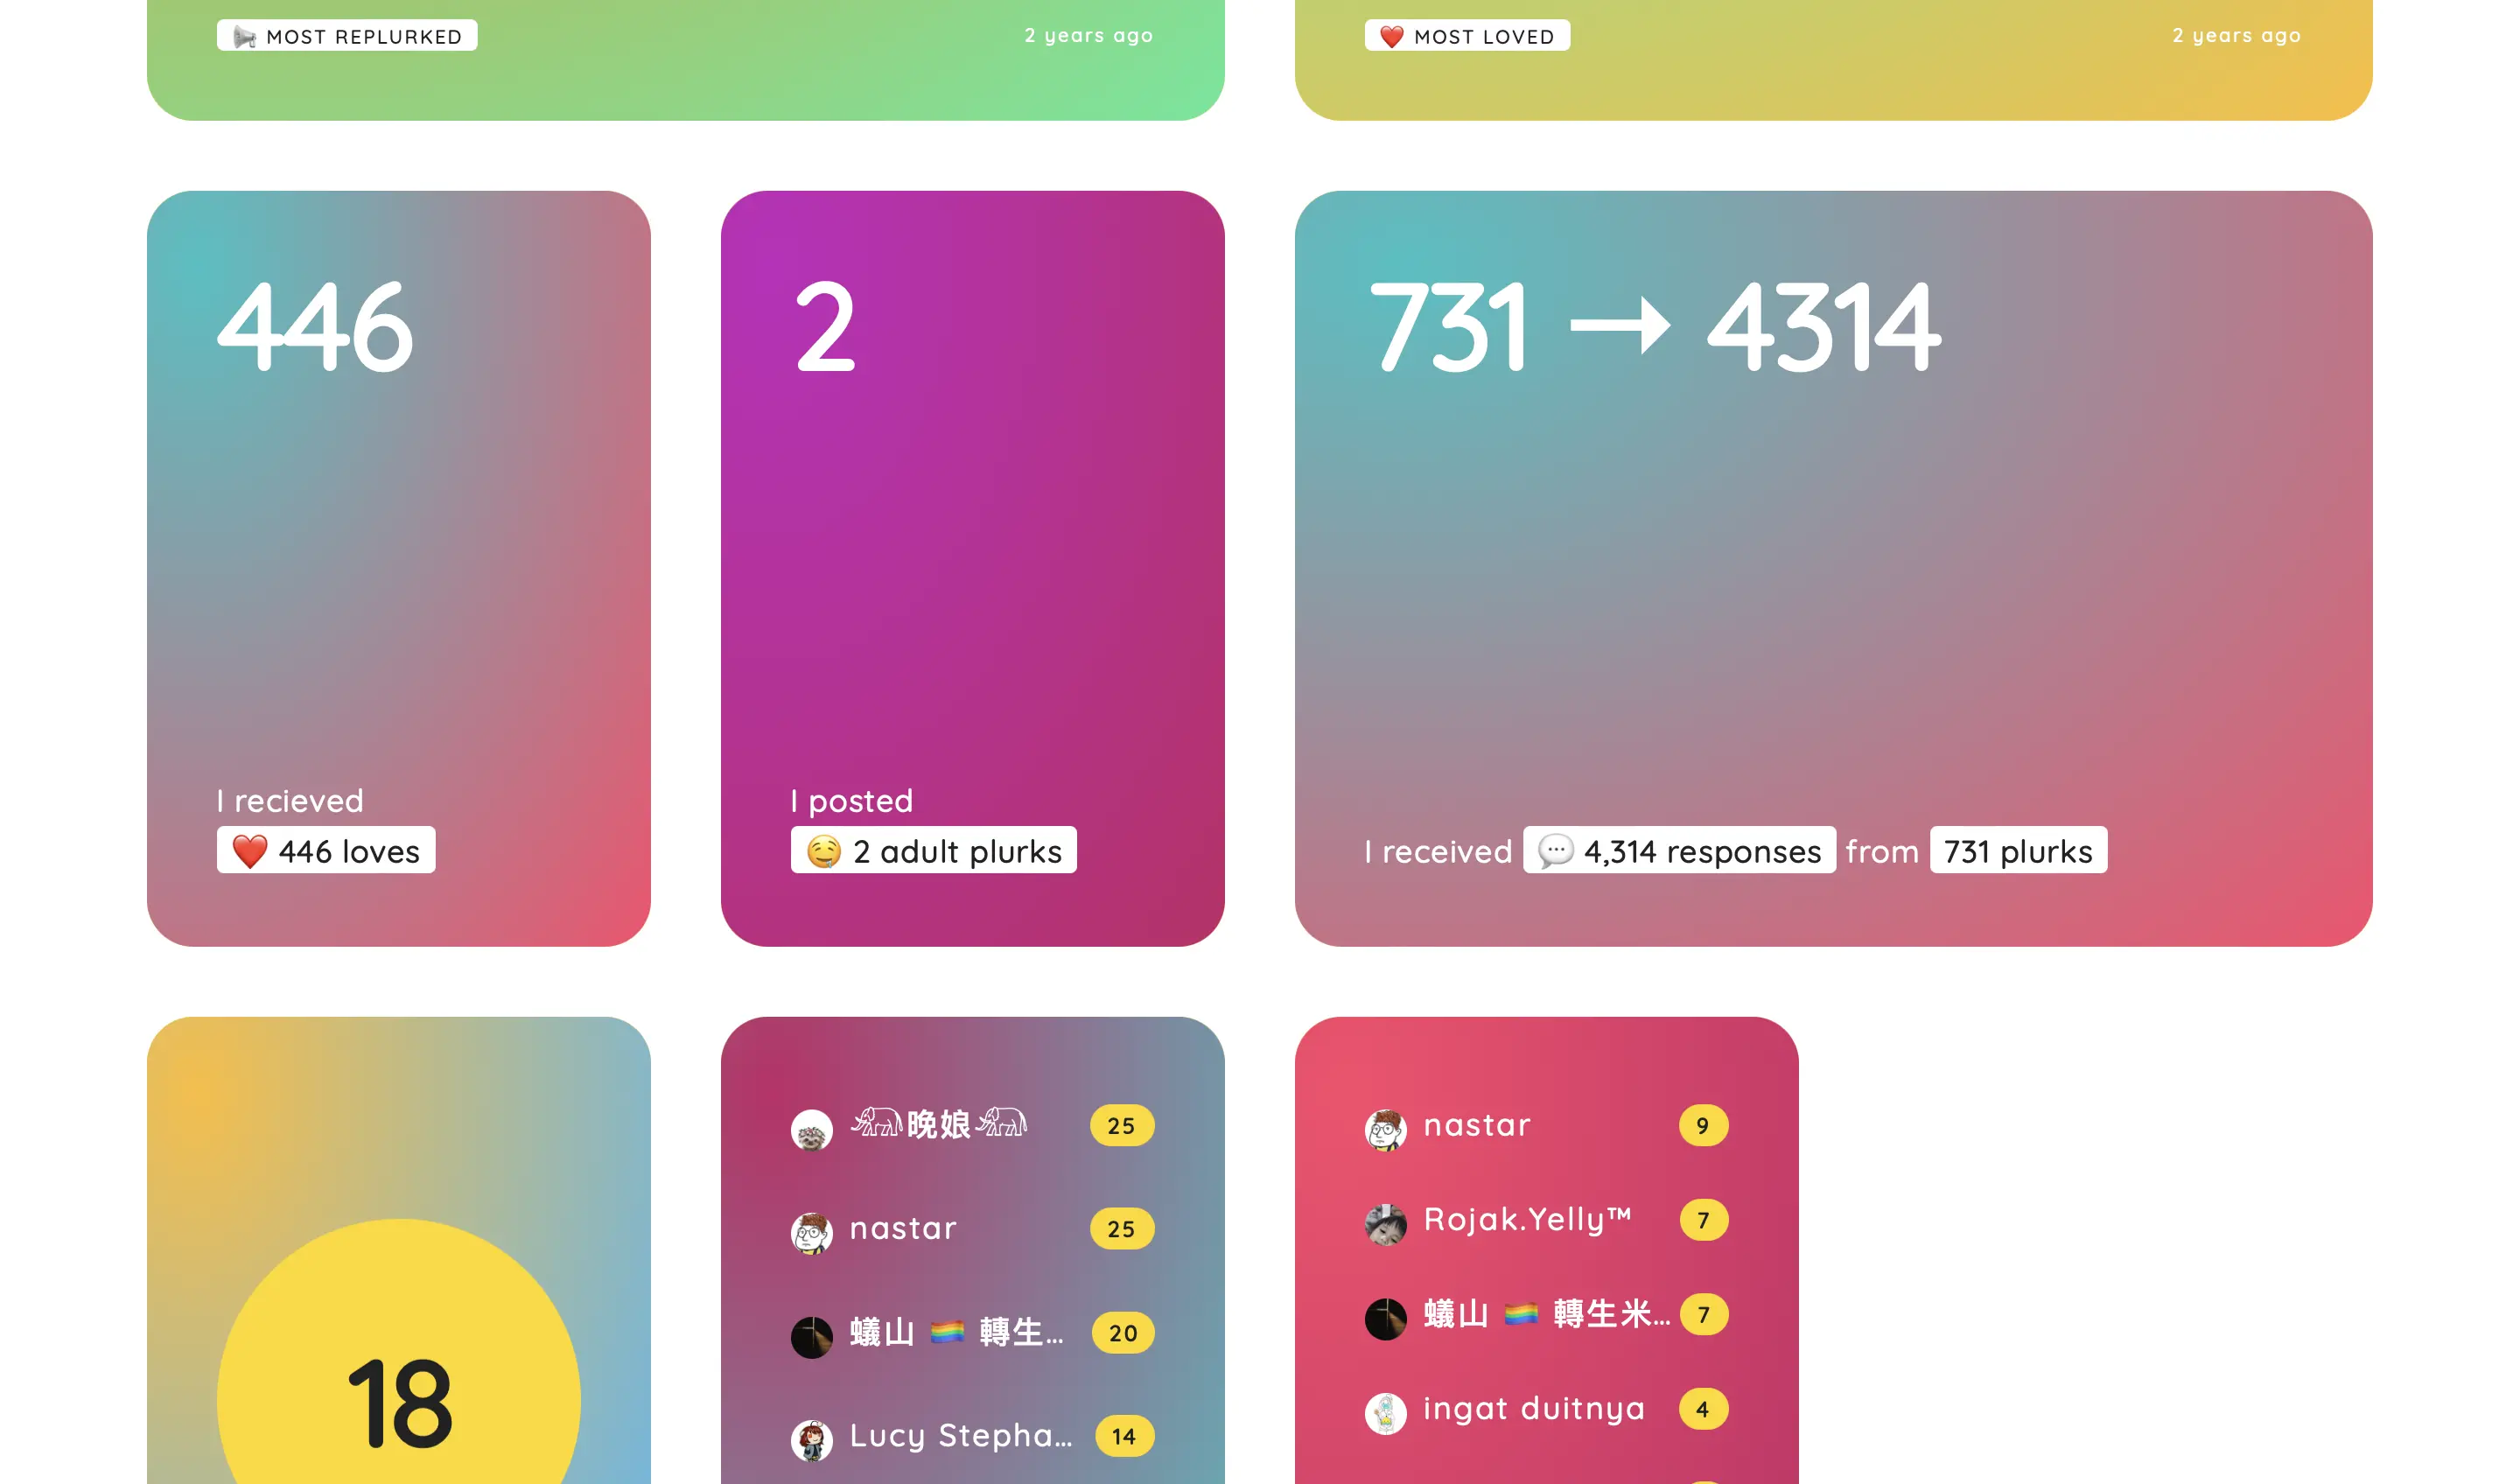 📣 MOST REPLURKED
2 years ago
❤️ MOST LOVED
2 years ago
446
I recieved
❤️ 446 loves
2
I posted
🤤 2 adult plurks
731 → 4314
I received 💬 4,314 responses from 731 plurks
18
𓃰晚娘𓃰 25
nastar 25
蟻山 🏳️‍🌈 轉生... 20
Lucy Stepha... 14
nastar 9
Rojak.Yelly™ 7
蟻山 🏳️‍🌈 轉生米... 7
ingat duitnya 4